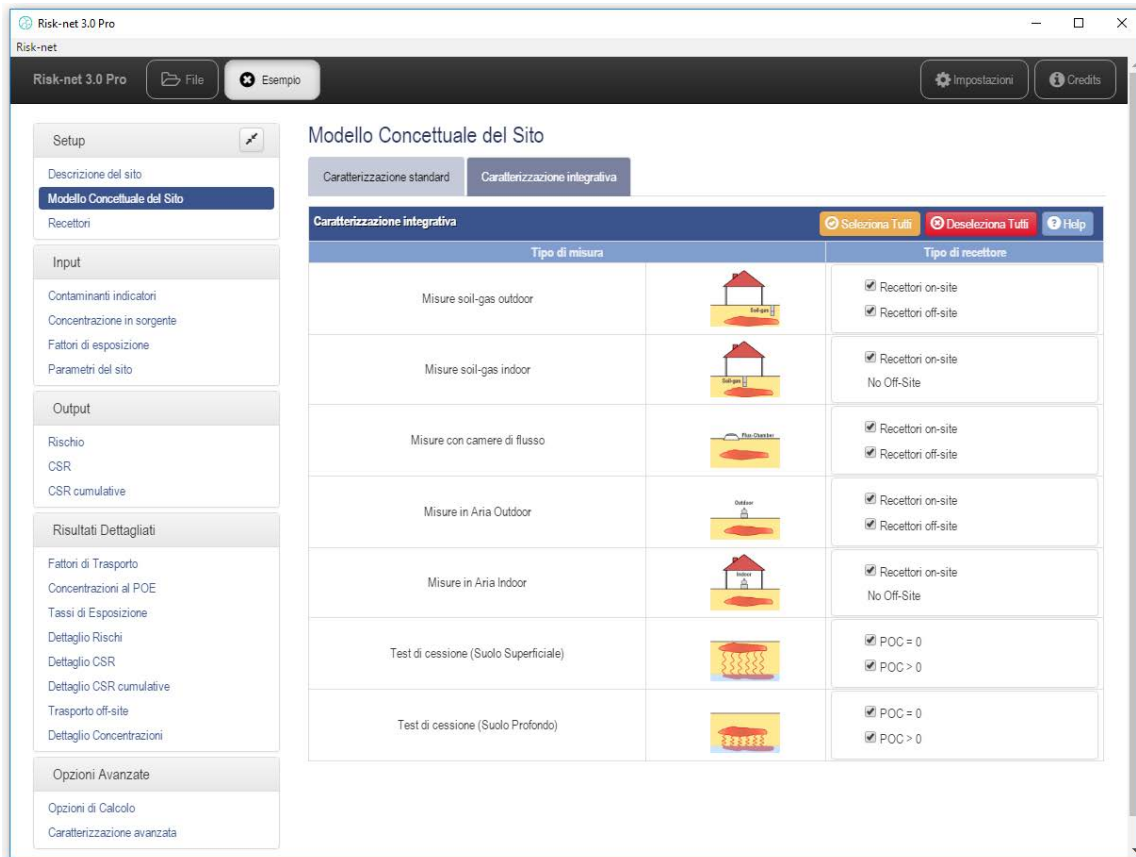 Risk-net 3.0 Pro
Risk-net
Risk-net 3.0 Pro File Esempio Impostazioni Credits
Setup
Descrizione del sito
Modello Concettuale del Sito
Recettori
Input
Contaminanti indicatori
Concentrazione in sorgente
Fattori di esposizione
Parametri del sito
Output
Rischio
CSR
CSR cumulative
Risultati Dettagliati
Fattori di Trasporto
Concentrazioni al POE
Tassi di Esposizione
Dettaglio Rischi
Dettaglio CSR
Dettaglio CSR cumulative
Trasporto off-site
Dettaglio Concentrazioni
Opzioni Avanzate
Opzioni di Calcolo
Caratterizzazione avanzata
Modello Concettuale del Sito
Caratterizzazione standard Caratterizzazione integrativa
Caratterizzazione integrativa Seleziona Tutti Deseleziona Tutti Help
Tipo di misura Tipo di recettore
Misure soil-gas outdoor
Soil-gas
Recettori on-site
Recettori off-site
Misure soil-gas indoor
Soil-gas
Recettori on-site
No Off-Site
Misure con camere di flusso
Flux-Chamber
Recettori on-site
Recettori off-site
Misure in Aria Outdoor
Outdoor
Recettori on-site
Recettori off-site
Misure in Aria Indoor
Indoor
Recettori on-site
No Off-Site
Test di cessione (Suolo Superficiale)
POC = 0
POC > 0
Test di cessione (Suolo Profondo)
POC = 0
POC > 0